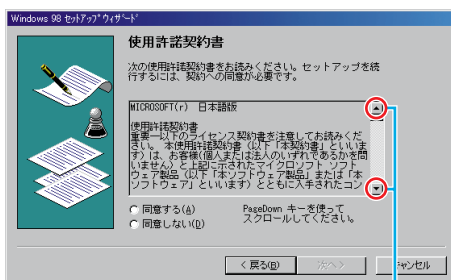 Windows 98 セットアップ ウィザード
使用許諾契約書
次の使用許諾契約書をお読みください。セットアップを続
行するには、契約への同意が必要です。
MICROSOFT(r) 日本語版
使用許諾契約書
重要－以下のライセンス契約書を注意してお読みくだ
さい。本使用許諾契約書（以下「本契約書」といいま
す）は、お客様（個人または法人のいずれであるかを問
いません）と上記に示されたマイクロソフト ソフト
ウェア製品（以下「本ソフトウェア製品」または「本
ソフトウェア」といいます）とともに入手されたコン
同意する(A)
同意しない(D)
PageDown キーを使って
スクロールしてください。
< 戻る(B)
次へ >
キャンセル